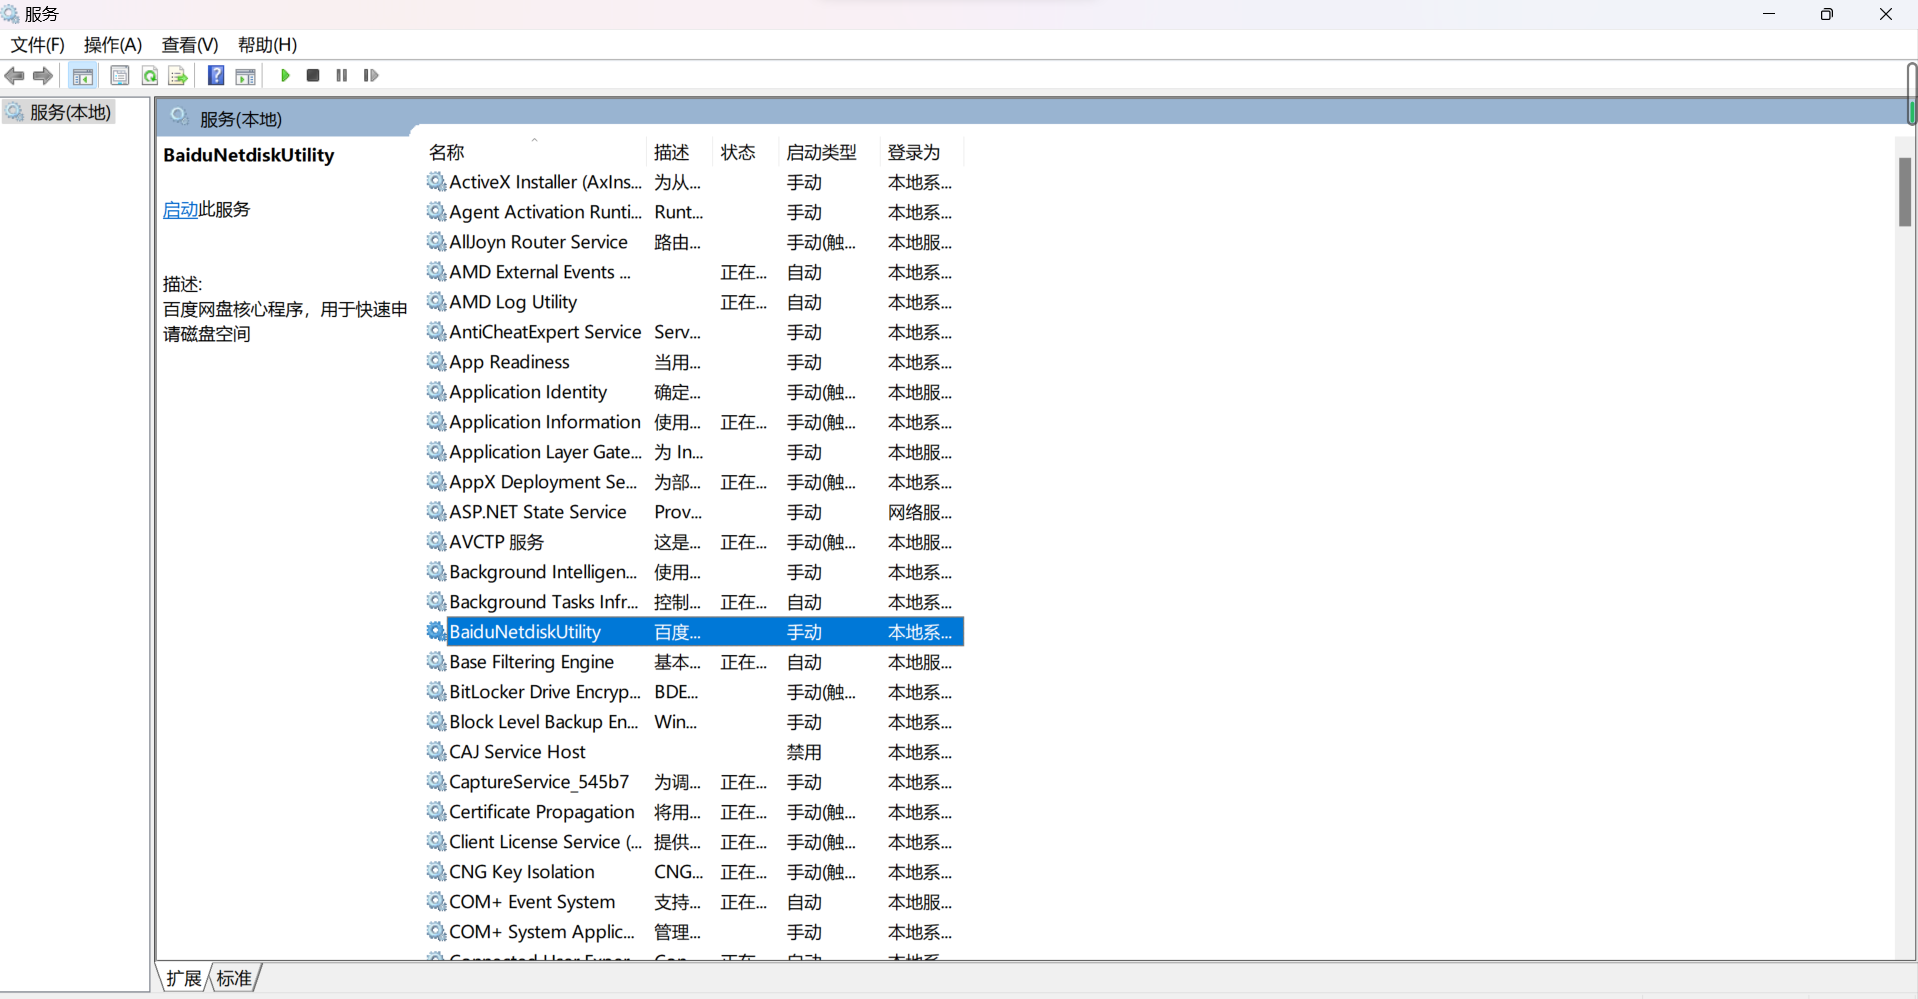 服务
文件(F) 操作(A) 查看(V) 帮助(H)
服务(本地)
服务(本地)
BaiduNetdiskUtility
启动此服务
描述:
百度网盘核心程序，用于快速申
请磁盘空间
名称 描述 状态 启动类型 登录为
ActiveX Installer (AxIns... 为从... 手动 本地系...
Agent Activation Runti... Runt... 手动 本地系...
AllJoyn Router Service 路由... 手动(触... 本地服...
AMD External Events ... 正在... 自动 本地系...
AMD Log Utility 正在... 自动 本地系...
AntiCheatExpert Service Serv... 手动 本地系...
App Readiness 当用... 手动 本地系...
Application Identity 确定... 手动(触... 本地服...
Application Information 使用... 正在... 手动(触... 本地系...
Application Layer Gate... 为 In... 手动 本地服...
AppX Deployment Se... 为部... 正在... 手动(触... 本地系...
ASP.NET State Service Prov... 手动 网络服...
AVCTP 服务 这是... 正在... 手动(触... 本地服...
Background Intelligen... 使用... 手动 本地系...
Background Tasks Infr... 控制... 正在... 自动 本地系...
BaiduNetdiskUtility 百度... 手动 本地系...
Base Filtering Engine 基本... 正在... 自动 本地服...
BitLocker Drive Encryp... BDE... 手动(触... 本地系...
Block Level Backup En... Win... 手动 本地系...
CAJ Service Host 禁用 本地系...
CaptureService_545b7 为调... 正在... 手动 本地系...
Certificate Propagation 将用... 正在... 手动(触... 本地系...
Client License Service (... 提供... 正在... 手动(触... 本地系...
CNG Key Isolation CNG... 正在... 手动(触... 本地系...
COM+ Event System 支持... 正在... 自动 本地服...
COM+ System Applic... 管理... 手动 本地系...
Connected User Exper... Con... 正在... 自动 本地系...
扩展 标准